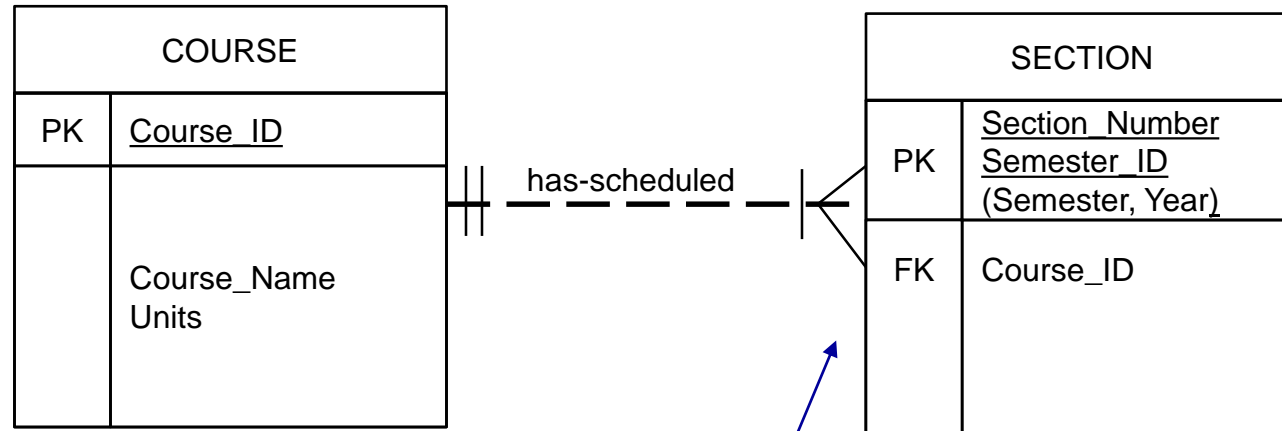 COURSE
PK
Course_ID
Course_Name
Units
has-scheduled
SECTION
PK
Section_Number
Semester_ID
(Semester, Year)
FK
Course_ID